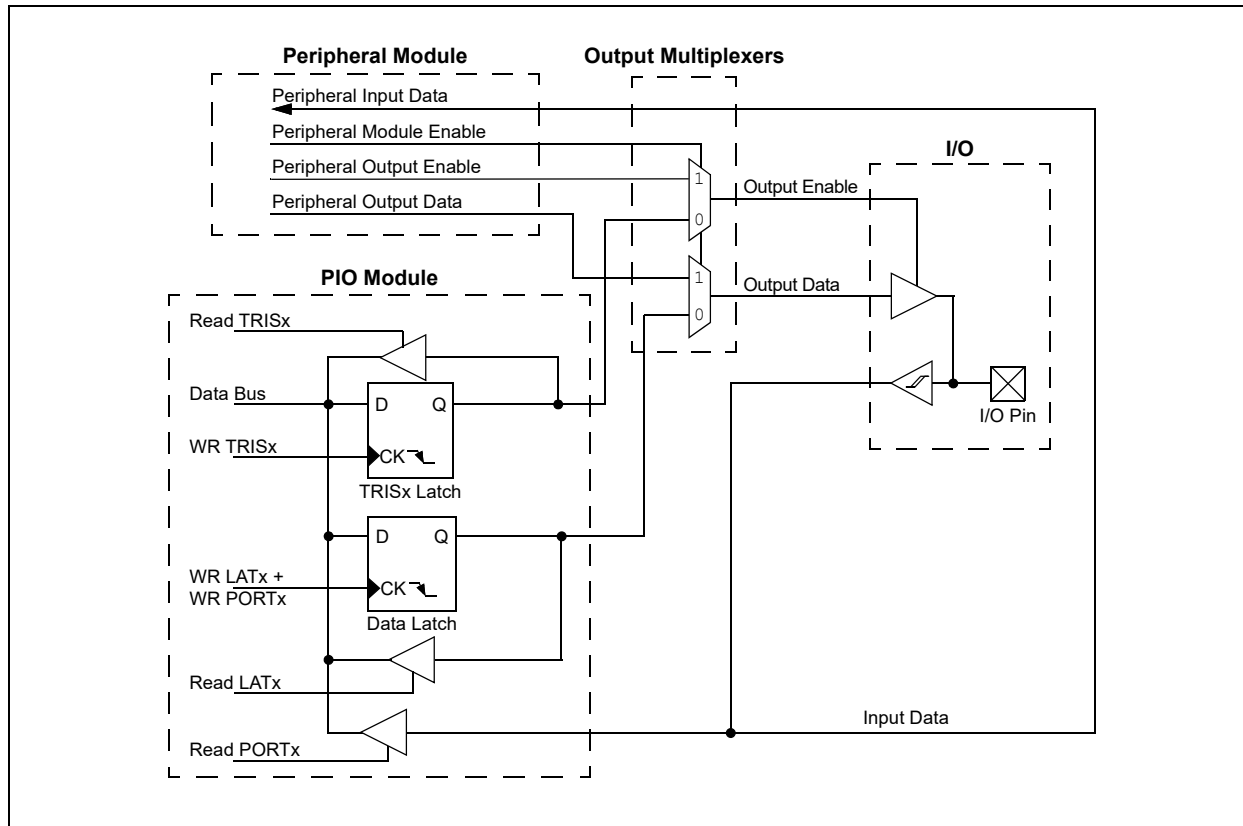 Peripheral Module
Output Multiplexers
Peripheral Input Data
Peripheral Module Enable
Peripheral Output Enable
Peripheral Output Data
1
0
1
0
Output Enable
Output Data
I/O
I/O Pin
PIO Module
Read TRISx
Data Bus
D
Q
WR TRISx
CK
TRISx Latch
D
Q
WR LATx +
WR PORTx
CK
Data Latch
Read LATx
Read PORTx
Input Data